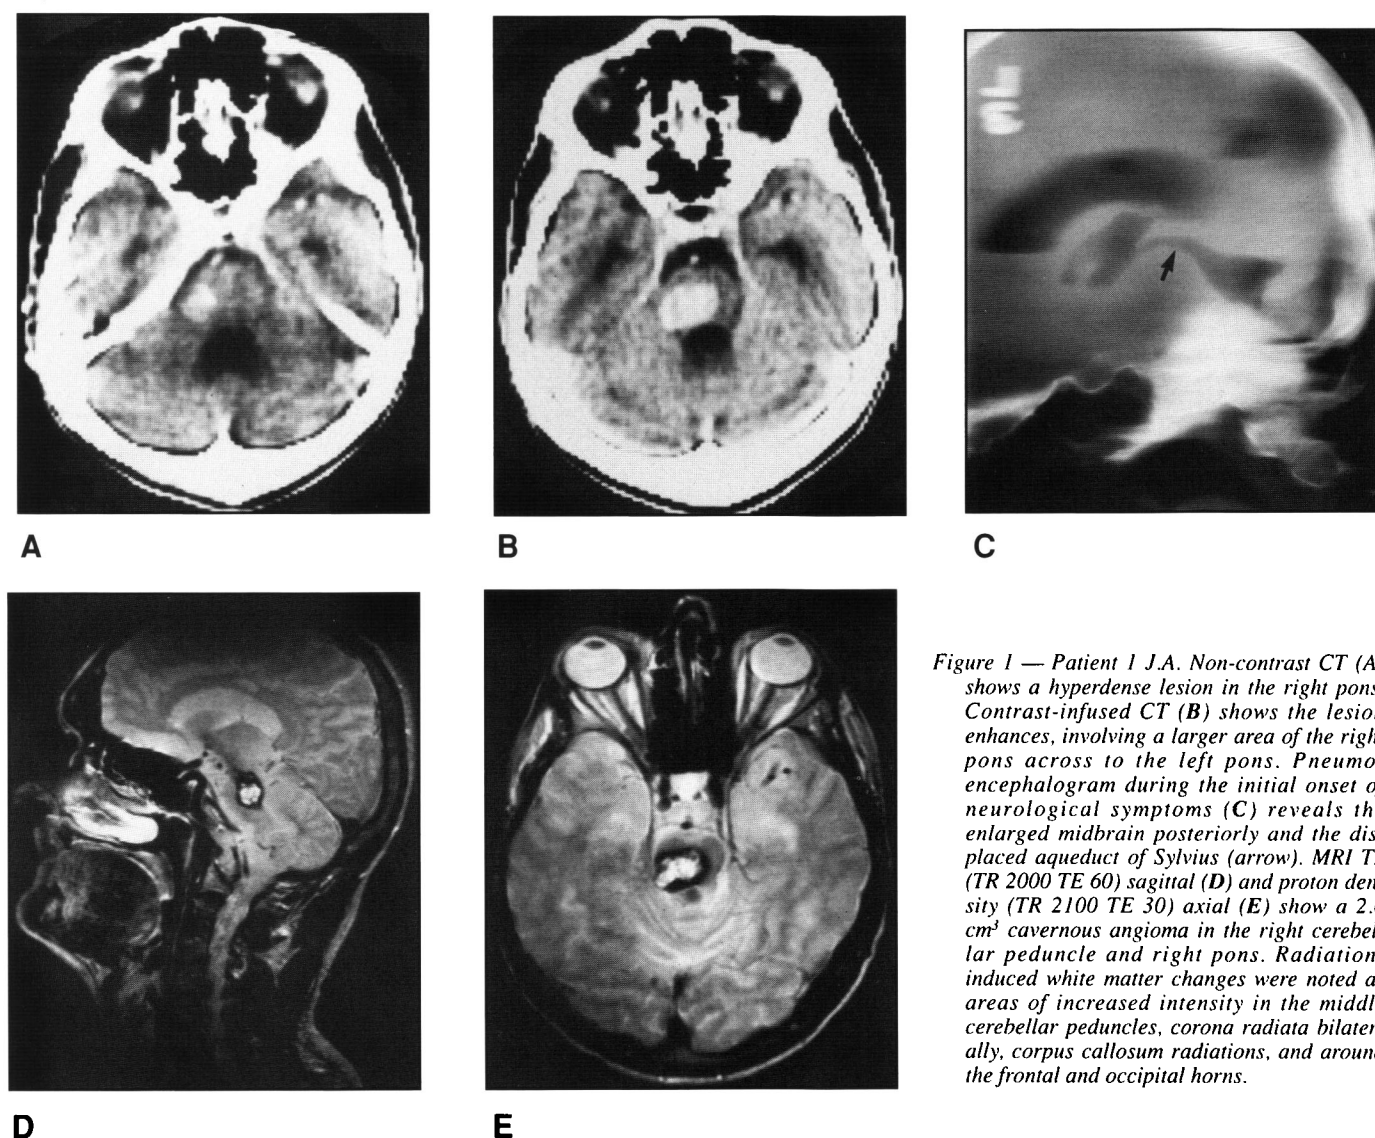 A
B
C
Figure 1 — Patient 1 J.A. Non-contrast CT (A
shows a hyperdense lesion in the right pons
Contrast-infused CT (B) shows the lesion
enhances, involving a larger area of the righ
pons across to the left pons. Pneumo
encephalogram during the initial onset o
neurological symptoms (C) reveals th
enlarged midbrain posteriorly and the dis
placed aqueduct of Sylvius (arrow). MRI T
(TR 2000 TE 60) sagittal (D) and proton den
sity (TR 2100 TE 30) axial (E) show a 2.
cm³ cavernous angioma in the right cerebel
lar peduncle and right pons. Radiation
induced white matter changes were noted a
areas of increased intensity in the middl
cerebellar peduncles, corona radiata bilater
ally, corpus callosum radiations, and aroun
the frontal and occipital horns.
D
E